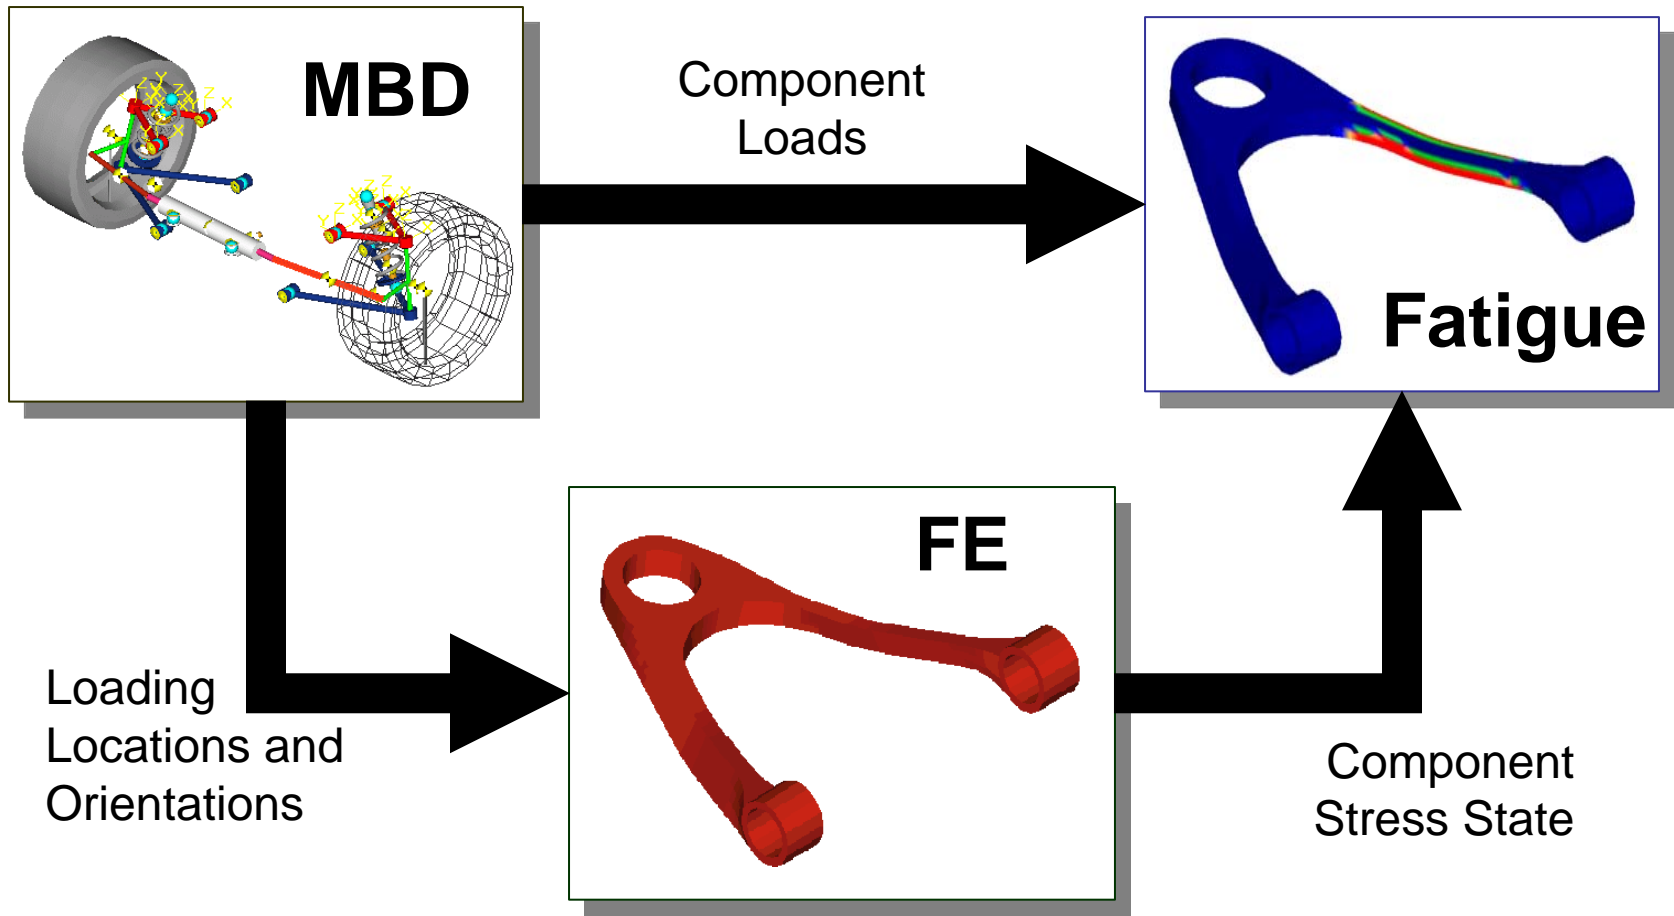 MBD
Component
Loads
Fatigue
FE
Loading
Locations and
Orientations
Component
Stress State